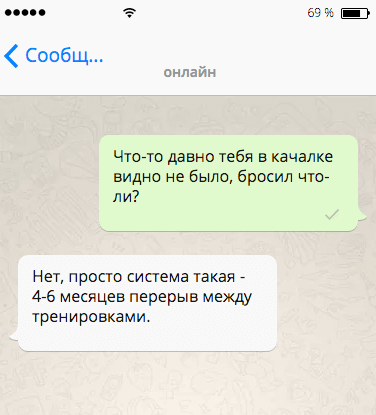 69 %
Сообщ...
онлайн
Что-то давно тебя в качалке
видно не было, бросил что-
ли?
Нет, просто система такая -
4-6 месяцев перерыв между
тренировками.